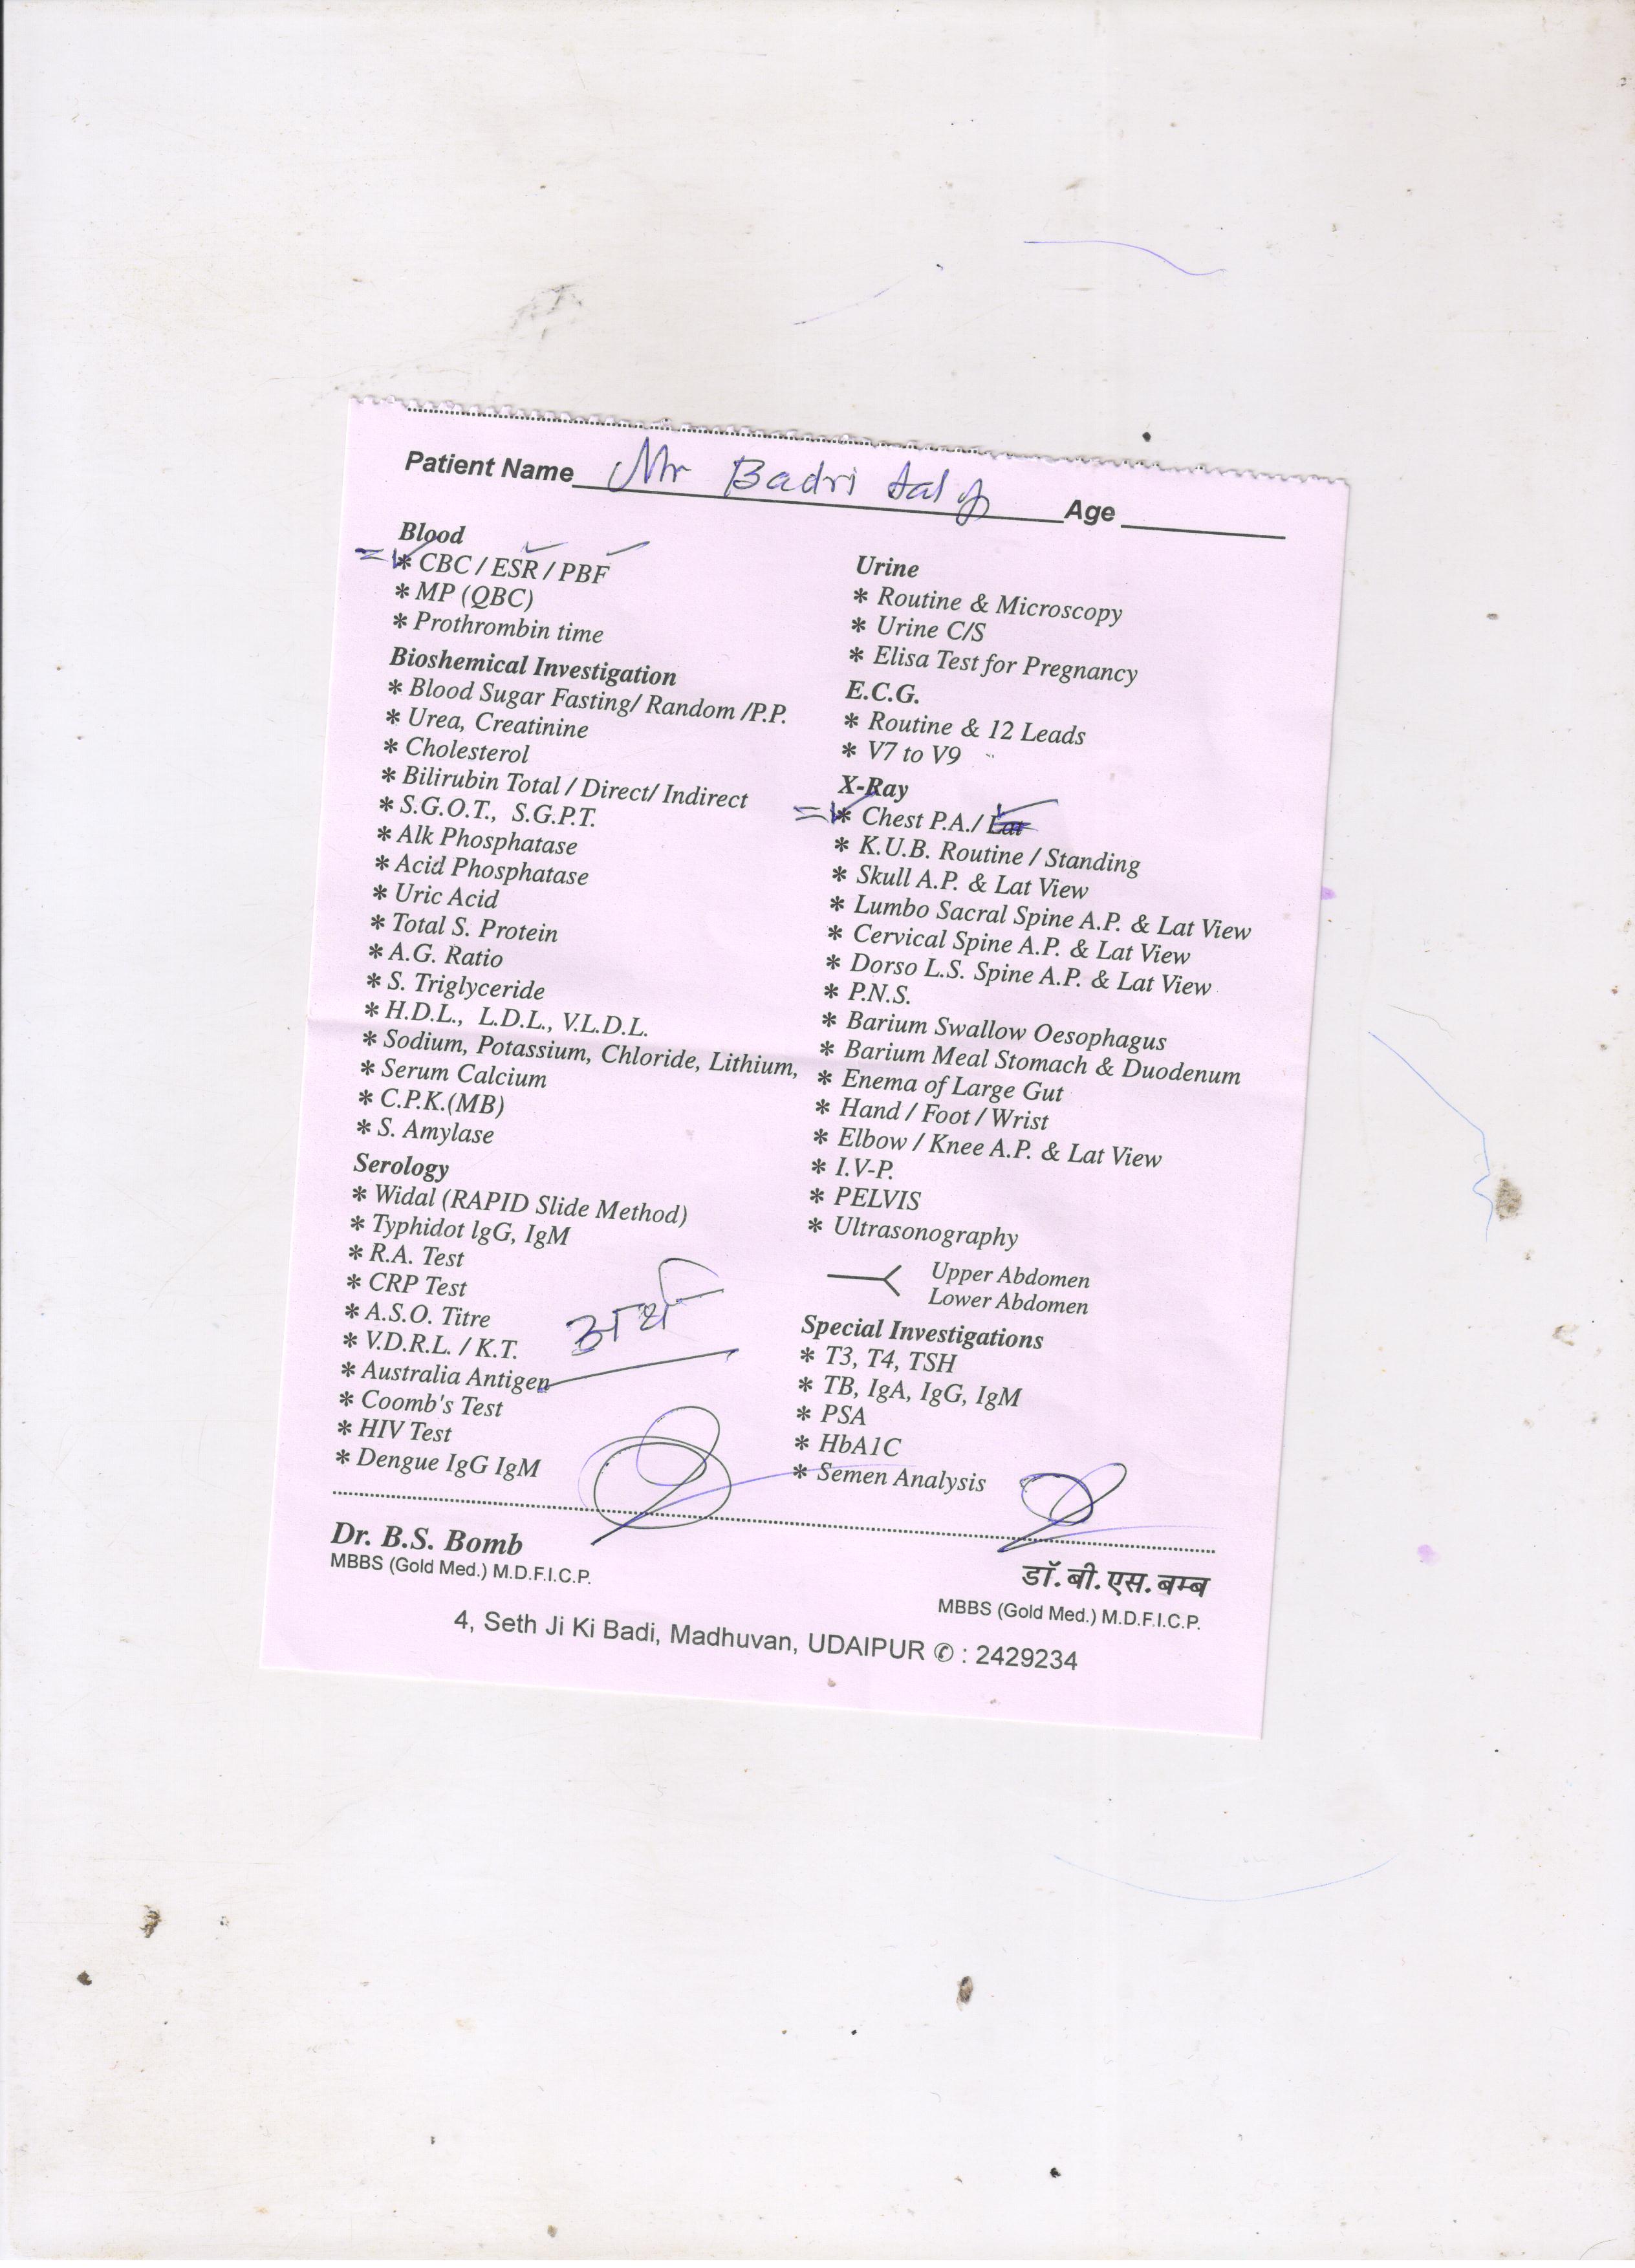 Patient Name Mr Badri Lal Age
Blood
* CBC / ESR / PBF
* MP (QBC)
* Prothrombin time
Bioshemical Investigation
* Blood Sugar Fasting/ Random /P.P.
* Urea, Creatinine
* Cholesterol
* Bilirubin Total / Direct/ Indirect
* S.G.O.T., S.G.P.T.
* Alk Phosphatase
* Acid Phosphatase
* Uric Acid
* Total S. Protein
* A.G. Ratio
* S. Triglyceride
* H.D.L., L.D.L., V.L.D.L.
* Sodium, Potassium, Chloride, Lithium,
* Serum Calcium
* C.P.K.(MB)
* S. Amylase
Serology
* Widal (RAPID Slide Method)
* Typhidot lgG, IgM
* R.A. Test
* CRP Test
* A.S.O. Titre
* V.D.R.L. / K.T.
* Australia Antigen
* Coomb's Test
* HIV Test
* Dengue IgG IgM
Urine
* Routine & Microscopy
* Urine C/S
* Elisa Test for Pregnancy
E.C.G.
* Routine & 12 Leads
* V7 to V9
X-Ray
* Chest P.A./ Lat
* K.U.B. Routine / Standing
* Skull A.P. & Lat View
* Lumbo Sacral Spine A.P. & Lat View
* Cervical Spine A.P. & Lat View
* Dorso L.S. Spine A.P. & Lat View
* P.N.S.
* Barium Swallow Oesophagus
* Barium Meal Stomach & Duodenum
* Enema of Large Gut
* Hand / Foot / Wrist
* Elbow / Knee A.P. & Lat View
* I.V-P.
* PELVIS
* Ultrasonography
Upper Abdomen
Lower Abdomen
Special Investigations
* T3, T4, TSH
* TB, IgA, IgG, IgM
* PSA
* HbA1C
* Semen Analysis
Dr. B.S. Bomb
MBBS (Gold Med.) M.D.F.I.C.P.
डॉ. बी. एस. बम्ब
MBBS (Gold Med.) M.D.F.I.C.P.
4, Seth Ji Ki Badi, Madhuvan, UDAIPUR ✆ : 2429234